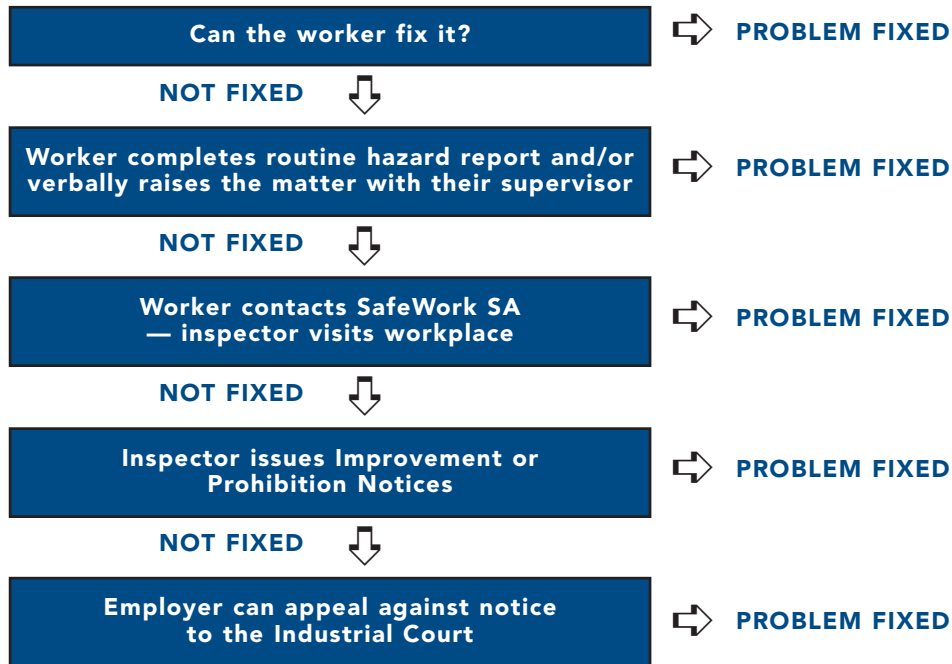 Can the worker fix it?
PROBLEM FIXED
NOT FIXED
Worker completes routine hazard report and/or
verbally raises the matter with their supervisor
PROBLEM FIXED
NOT FIXED
Worker contacts SafeWork SA
— inspector visits workplace
PROBLEM FIXED
NOT FIXED
Inspector issues Improvement or
Prohibition Notices
PROBLEM FIXED
NOT FIXED
Employer can appeal against notice
to the Industrial Court
PROBLEM FIXED